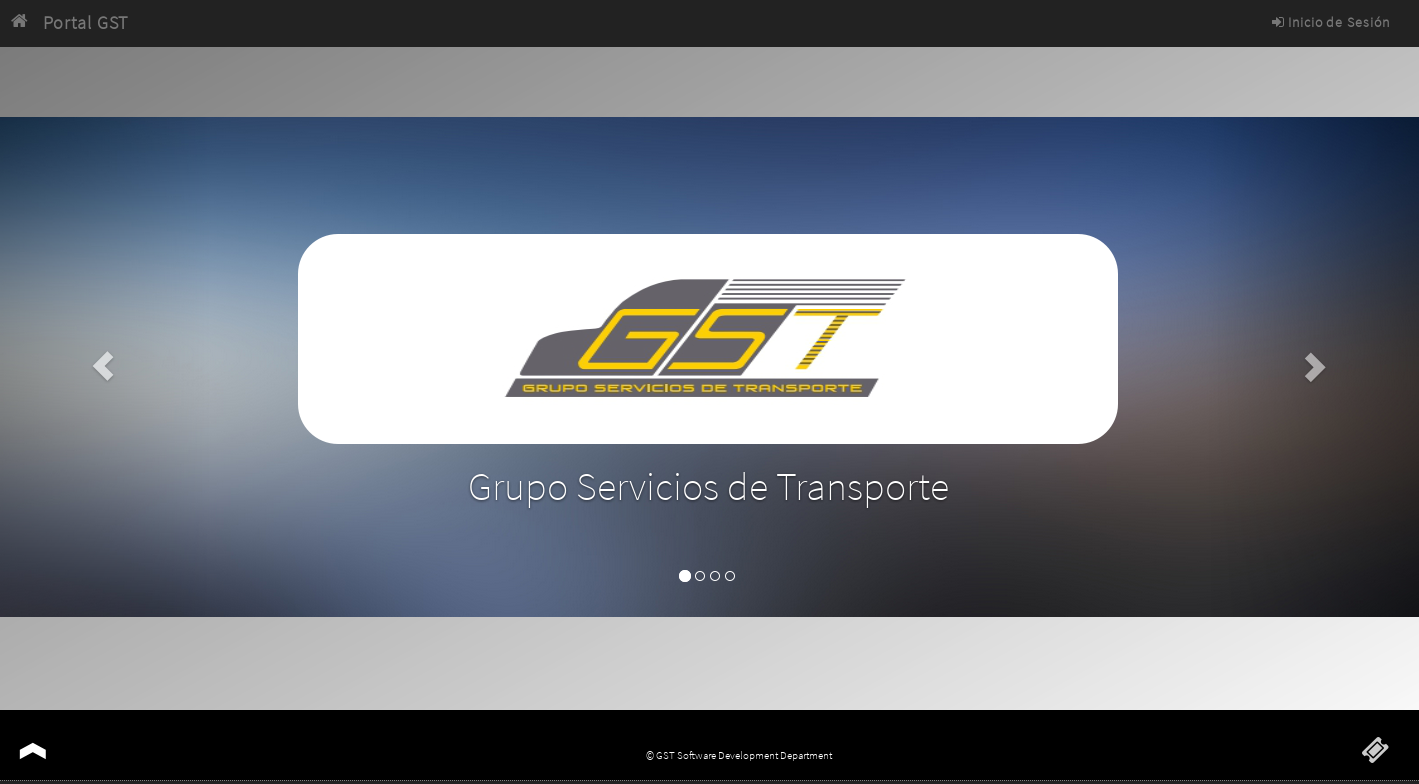 Portal GST
Inicio de Sesión
GST
GRUPO SERVICIOS DE TRANSPORTE
Grupo Servicios de Transporte
© GST Software Development Department